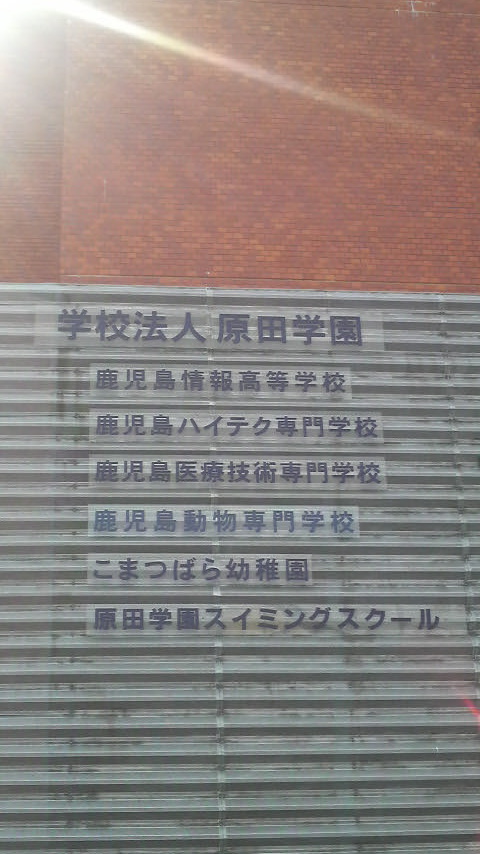 学校法人 原田学園
鹿児島情報高等学校
鹿児島ハイテク専門学校
鹿児島医療技術専門学校
鹿児島動物専門学校
こまつばら幼稚園
原田学園スイミングスクール